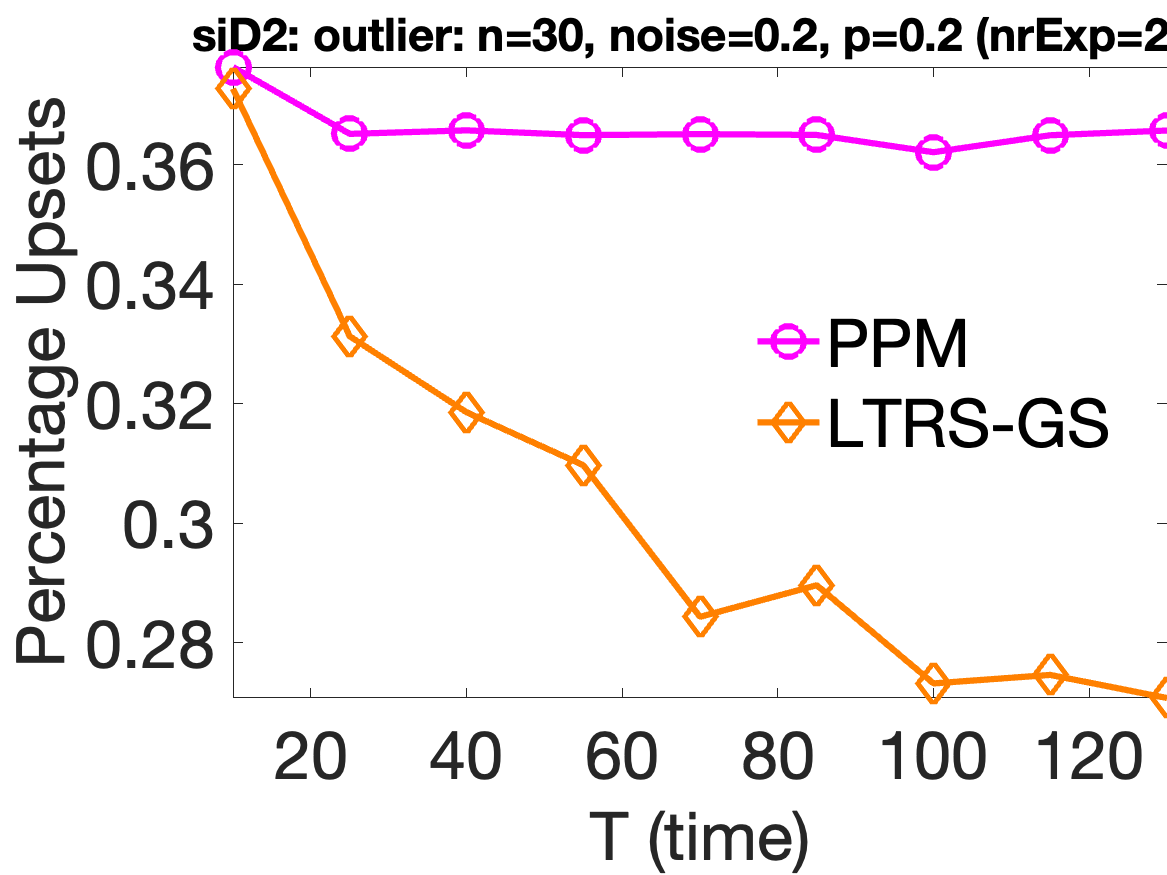 siD2: outlier: n=30, noise=0.2, p=0.2 (nrExp=2
Percentage Upsets
0.36
0.34
0.32
0.3
0.28
PPM
LTRS-GS
20 40 60 80 100 120
T (time)